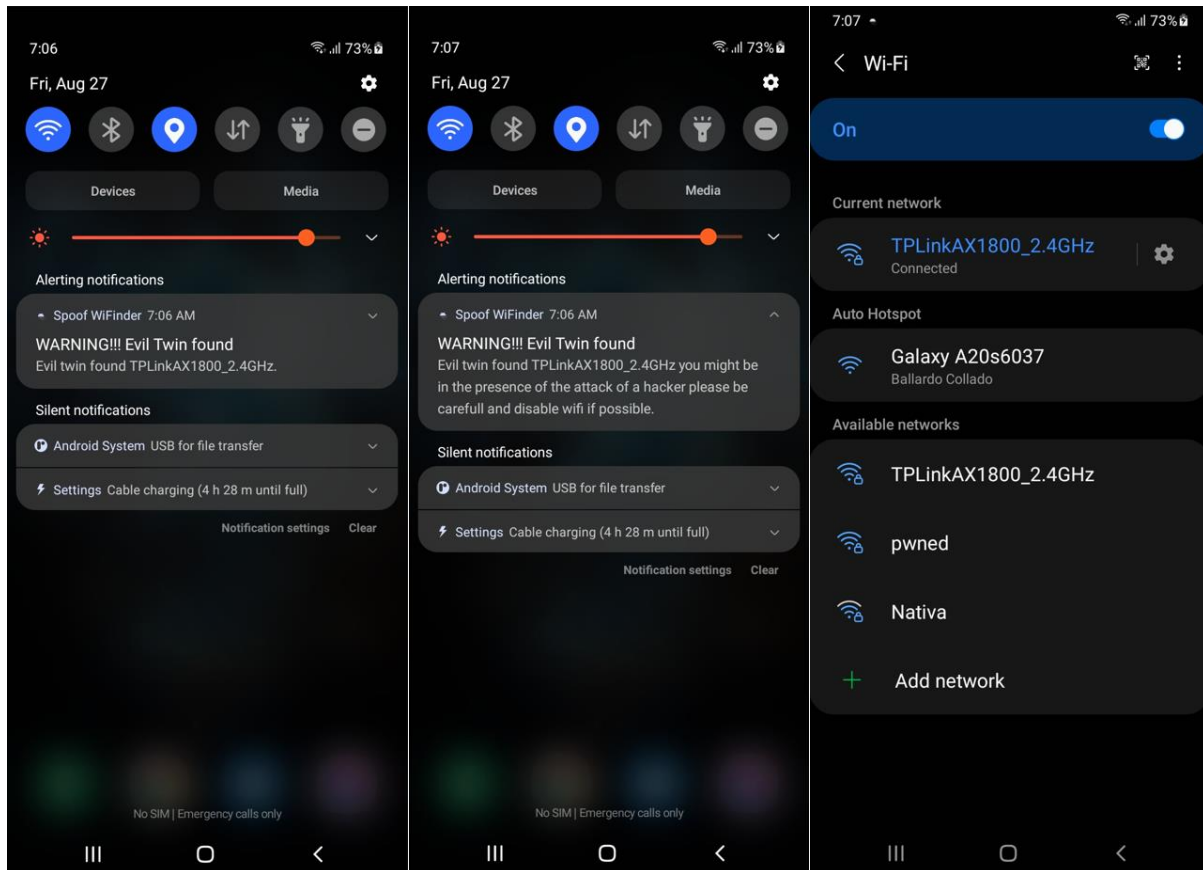 7:06 73%
Fri, Aug 27
Devices Media
Alerting notifications
Spoof WiFinder 7:06 AM
WARNING!!! Evil Twin found
Evil twin found TPLinkAX1800_2.4GHz.
Silent notifications
Android System USB for file transfer
Settings Cable charging (4 h 28 m until full)
Notification settings Clear
No SIM | Emergency calls only
7:07 73%
Fri, Aug 27
Devices Media
Alerting notifications
Spoof WiFinder 7:06 AM
WARNING!!! Evil Twin found
Evil twin found TPLinkAX1800_2.4GHz you might be
in the presence of the attack of a hacker please be
carefull and disable wifi if possible.
Silent notifications
Android System USB for file transfer
Settings Cable charging (4 h 28 m until full)
Notification settings Clear
No SIM | Emergency calls only
7:07 73%
Wi-Fi
On
Current network
TPLinkAX1800_2.4GHz
Connected
Auto Hotspot
Galaxy A20s6037
Ballardo Collado
Available networks
TPLinkAX1800_2.4GHz
pwned
Nativa
Add network